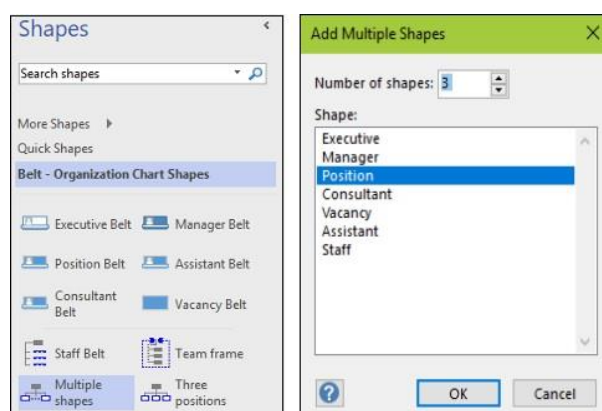 Shapes
Search shapes
More Shapes
Quick Shapes
Belt - Organization Chart Shapes
Executive Belt
Manager Belt
Position Belt
Assistant Belt
Consultant
Belt
Vacancy Belt
Staff Belt
Team frame
Multiple
shapes
Three
positions
Add Multiple Shapes
Number of shapes: 3
Shape:
Executive
Manager
Position
Consultant
Vacancy
Assistant
Staff
OK
Cancel